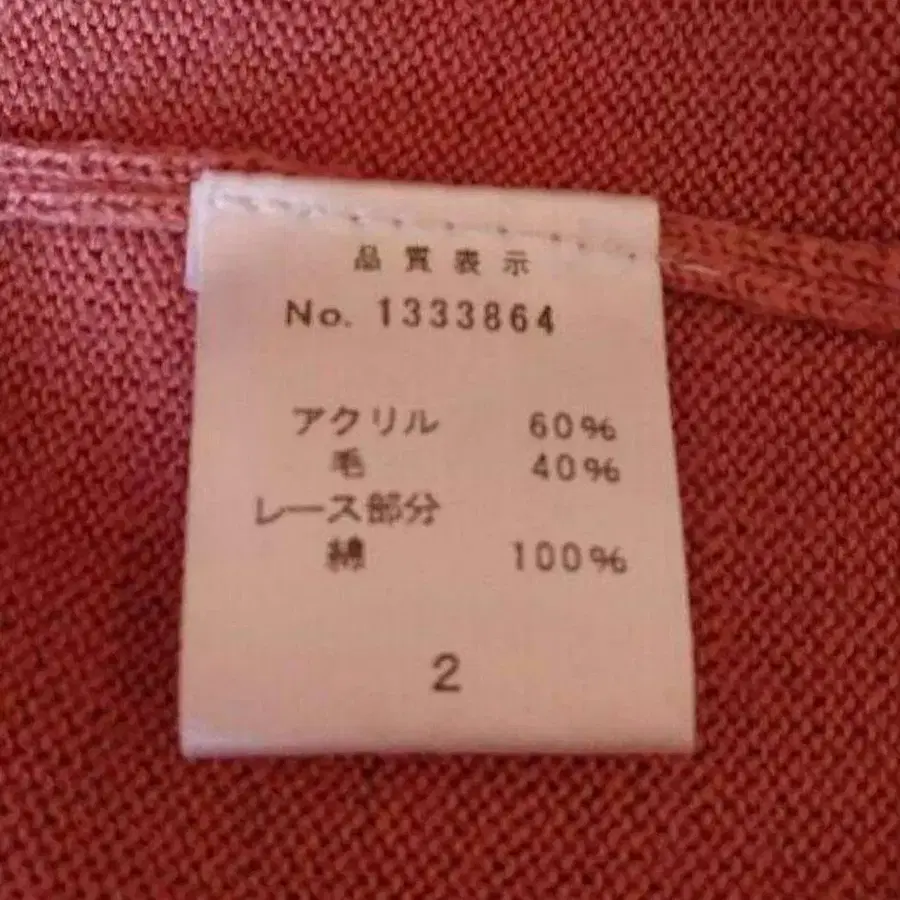 品質表示
No. 1333864
アクリル 60%
毛 40%
レース部分
綿 100%
2